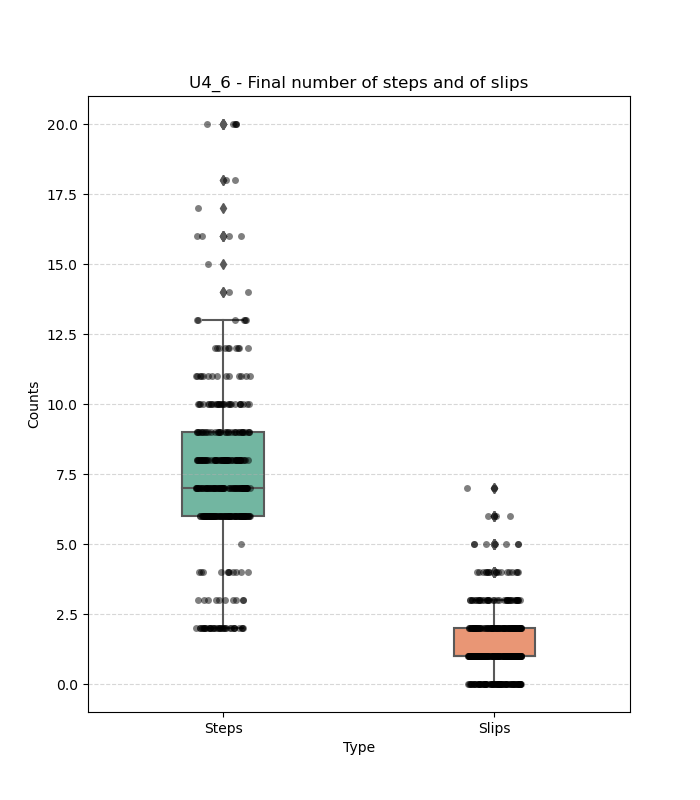 U4_6 - Final number of steps and of slips
20.0
17.5
15.0
12.5
10.0
7.5
5.0
2.5
0.0
Counts
Steps
Slips
Type